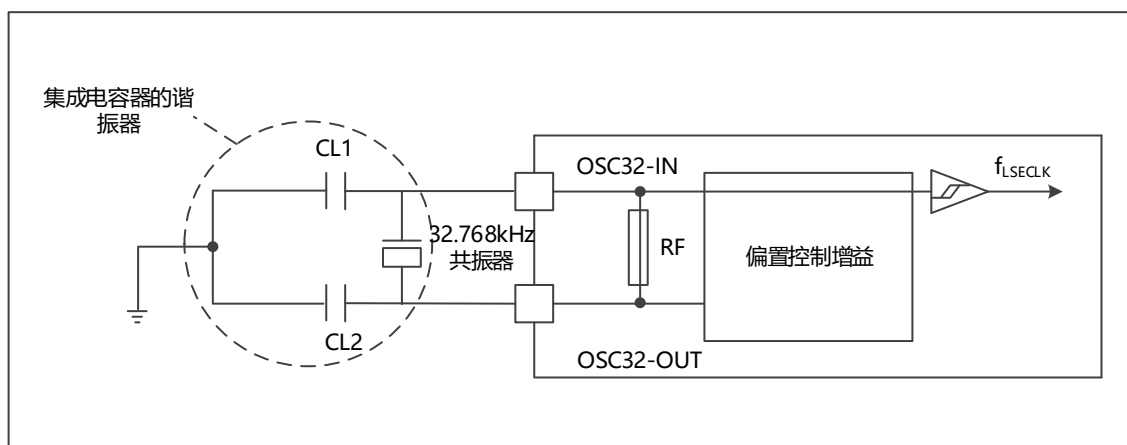 集成电容器的谐
振器
CL1
OSC32-IN
fLSECLK
32.768kHz
共振器
RF
偏置控制增益
CL2
OSC32-OUT